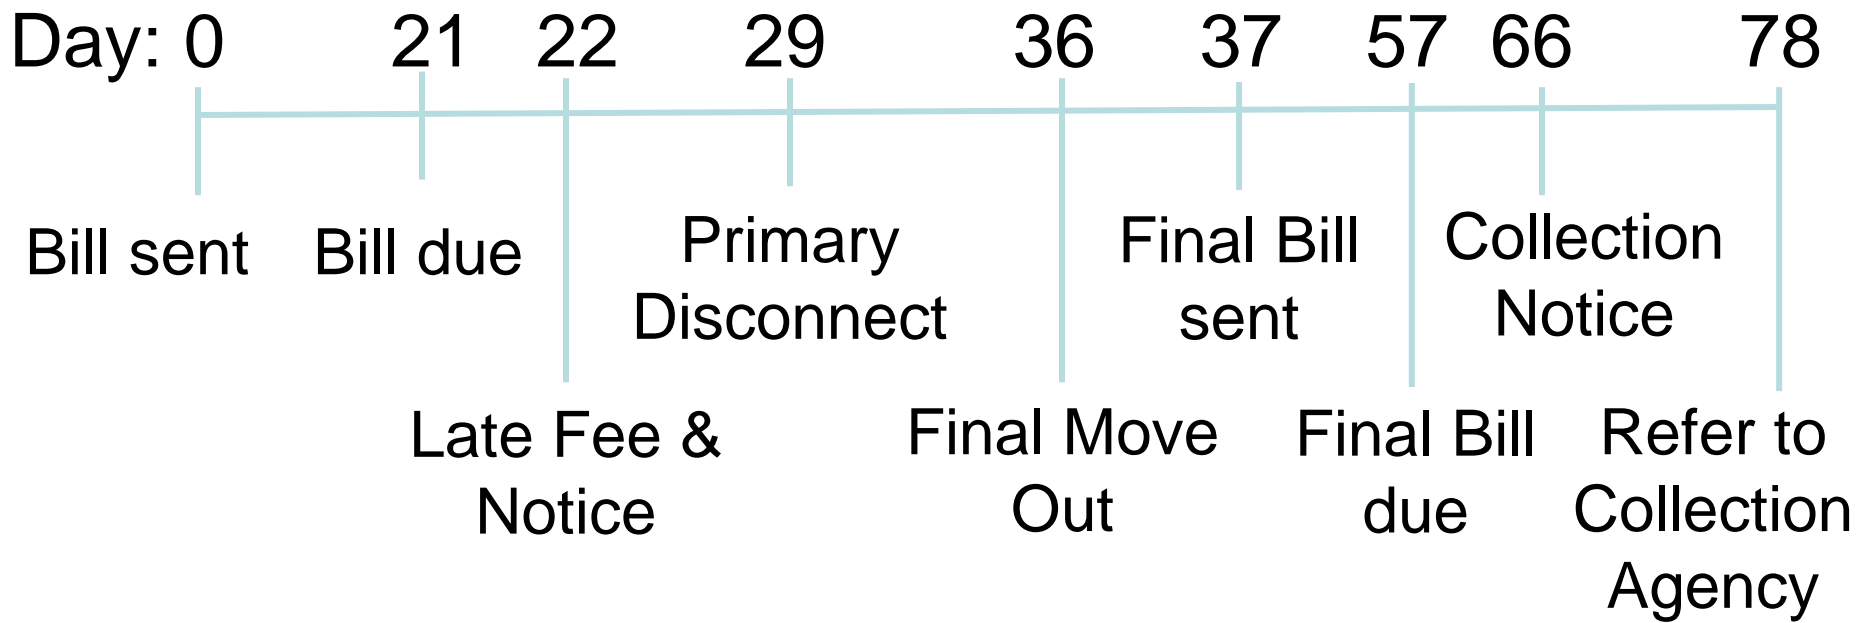 Day: 0 21 22 29 36 37 57 66 78
Bill sent
Bill due
Primary
Disconnect
Final Bill
sent
Collection
Notice
Late Fee &
Notice
Final Move
Out
Final Bill
due
Refer to
Collection
Agency